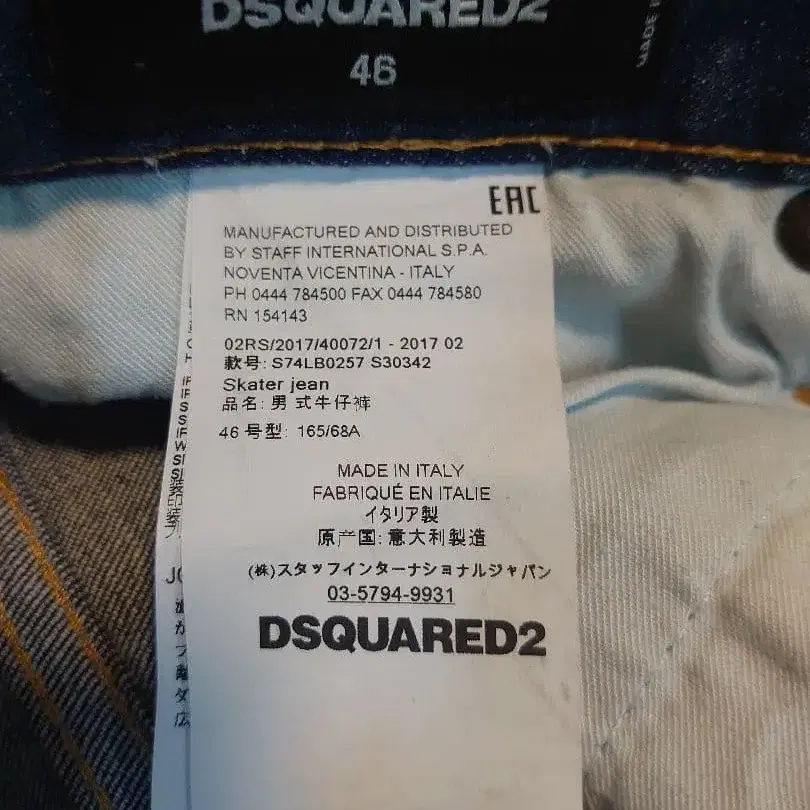 DSQUARED2
46
MADE
EAC
MANUFACTURED AND DISTRIBUTED
BY STAFF INTERNATIONAL S.P.A.
NOVENTA VICENTINA - ITALY
PH 0444 784500 FAX 0444 784580
RN 154143
02RS/2017/40072/1 - 2017 02
款号: S74LB0257 S30342
Skater jean
品名: 男 式牛仔裤
46 号型: 165/68A
MADE IN ITALY
FABRIQUÉ EN ITALIE
イタリア製
原产国: 意大利製造
(株)スタッフインターナショナルジャパン
03-5794-9931
DSQUARED2